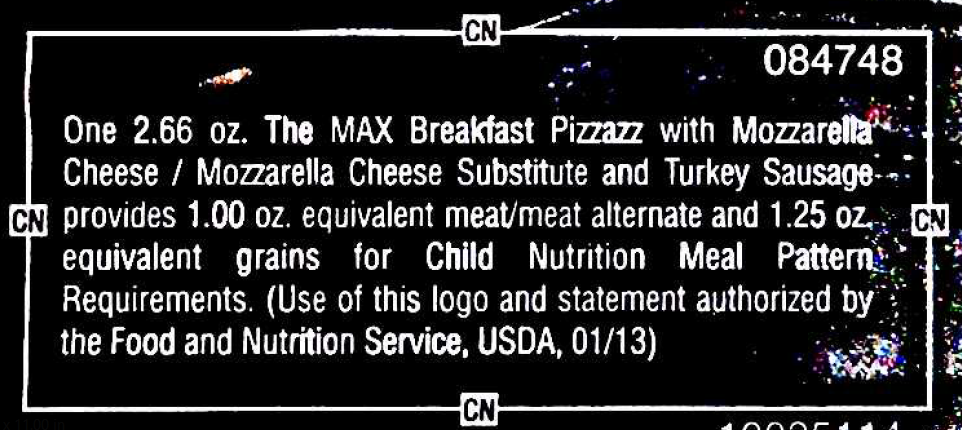 CN
084748
One 2.66 oz. The MAX Breakfast Pizzazz with Mozzarella
Cheese / Mozzarella Cheese Substitute and Turkey Sausage
CN provides 1.00 oz. equivalent meat/meat alternate and 1.25 oz. CN
equivalent grains for Child Nutrition Meal Pattern
Requirements. (Use of this logo and statement authorized by
the Food and Nutrition Service, USDA, 01/13)
CN